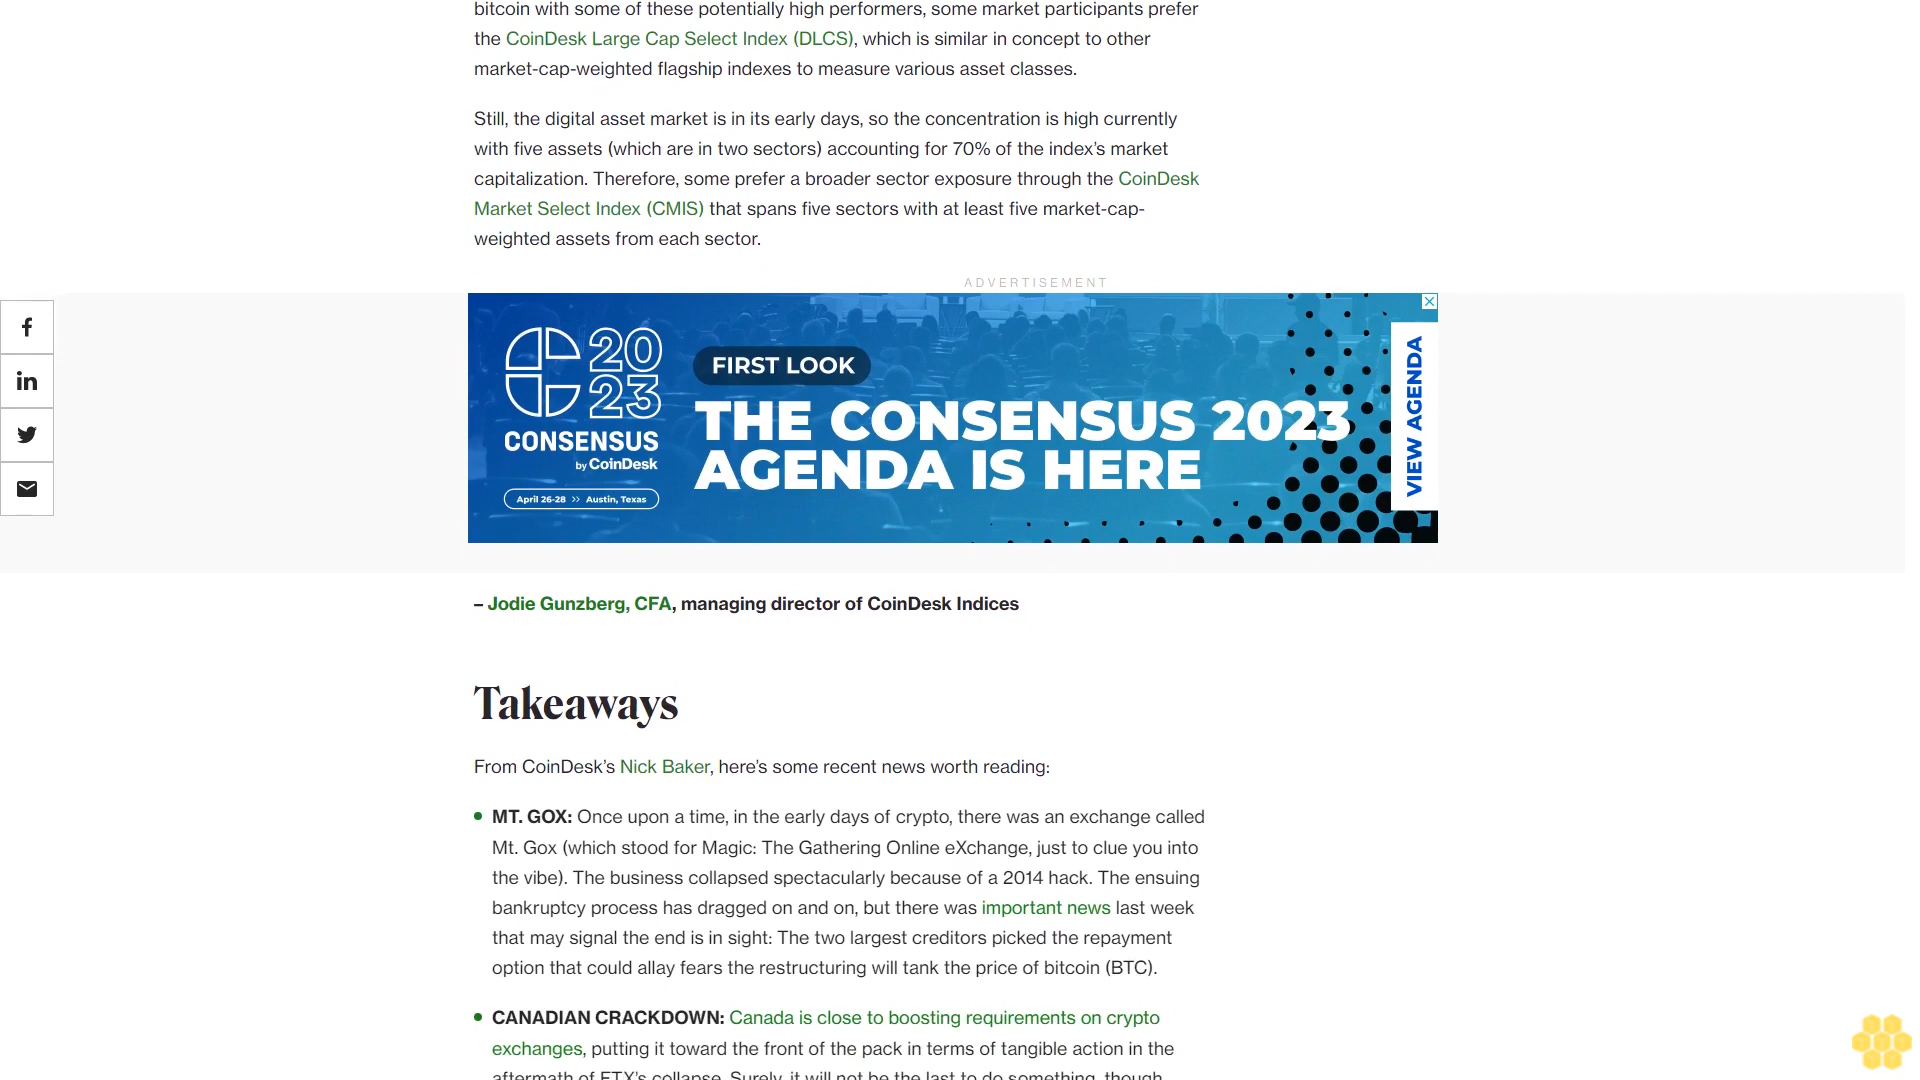 bitcoin with some of these potentially high performers, some market participants prefer
the CoinDesk Large Cap Select Index (DLCS), which is similar in concept to other
market-cap-weighted flagship indexes to measure various asset classes.
Still, the digital asset market is in its early days, so the concentration is high currently
with five assets (which are in two sectors) accounting for 70% of the index’s market
capitalization. Therefore, some prefer a broader sector exposure through the CoinDesk
Market Select Index (CMIS) that spans five sectors with at least five market-cap-
weighted assets from each sector.
ADVERTISEMENT
2023
CONSENSUS
by CoinDesk
April 26-28 >> Austin, Texas
FIRST LOOK
THE CONSENSUS 2023
AGENDA IS HERE
VIEW AGENDA
– Jodie Gunzberg, CFA, managing director of CoinDesk Indices
Takeaways
From CoinDesk’s Nick Baker, here’s some recent news worth reading:
MT. GOX: Once upon a time, in the early days of crypto, there was an exchange called
Mt. Gox (which stood for Magic: The Gathering Online eXchange, just to clue you into
the vibe). The business collapsed spectacularly because of a 2014 hack. The ensuing
bankruptcy process has dragged on and on, but there was important news last week
that may signal the end is in sight: The two largest creditors picked the repayment
option that could allay fears the restructuring will tank the price of bitcoin (BTC).
CANADIAN CRACKDOWN: Canada is close to boosting requirements on crypto
exchanges, putting it toward the front of the pack in terms of tangible action in the
aftermath of FTX’s collapse. Surely, it will not be the last to do something, though